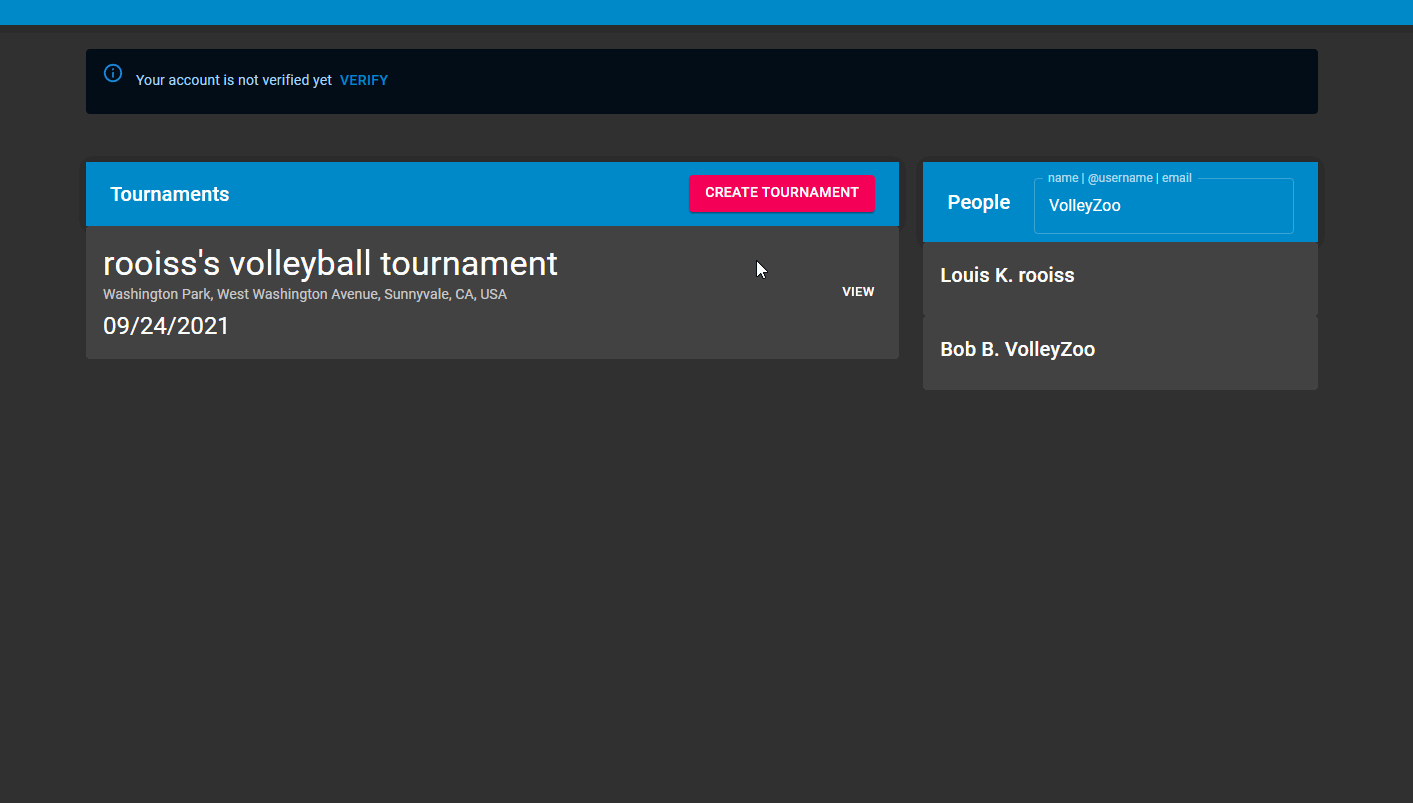 Your account is not verified yet VERIFY
Tournaments
CREATE TOURNAMENT
rooiss's volleyball tournament
Washington Park, West Washington Avenue, Sunnyvale, CA, USA
09/24/2021
VIEW
People
name | @username | email
VolleyZoo
Louis K. rooiss
Bob B. VolleyZoo